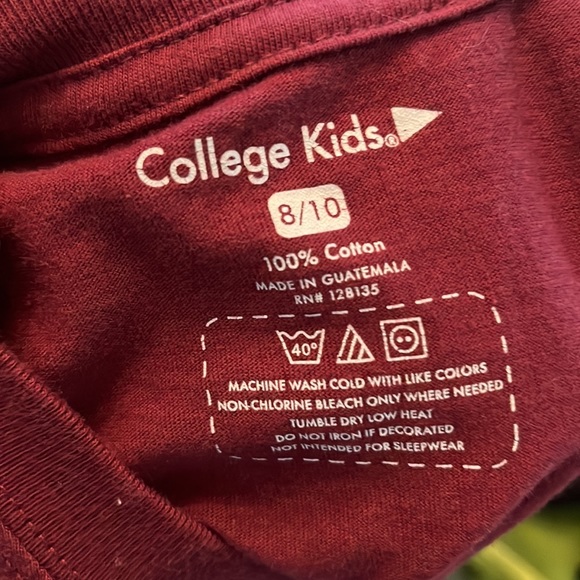 College Kids®
8/10
100% Cotton
MADE IN GUATEMALA
RN# 128135
40°
MACHINE WASH COLD WITH LIKE COLORS
NON-CHLORINE BLEACH ONLY WHERE NEEDED
TUMBLE DRY LOW HEAT
DO NOT IRON IF DECORATED
NOT INTENDED FOR SLEEPWEAR